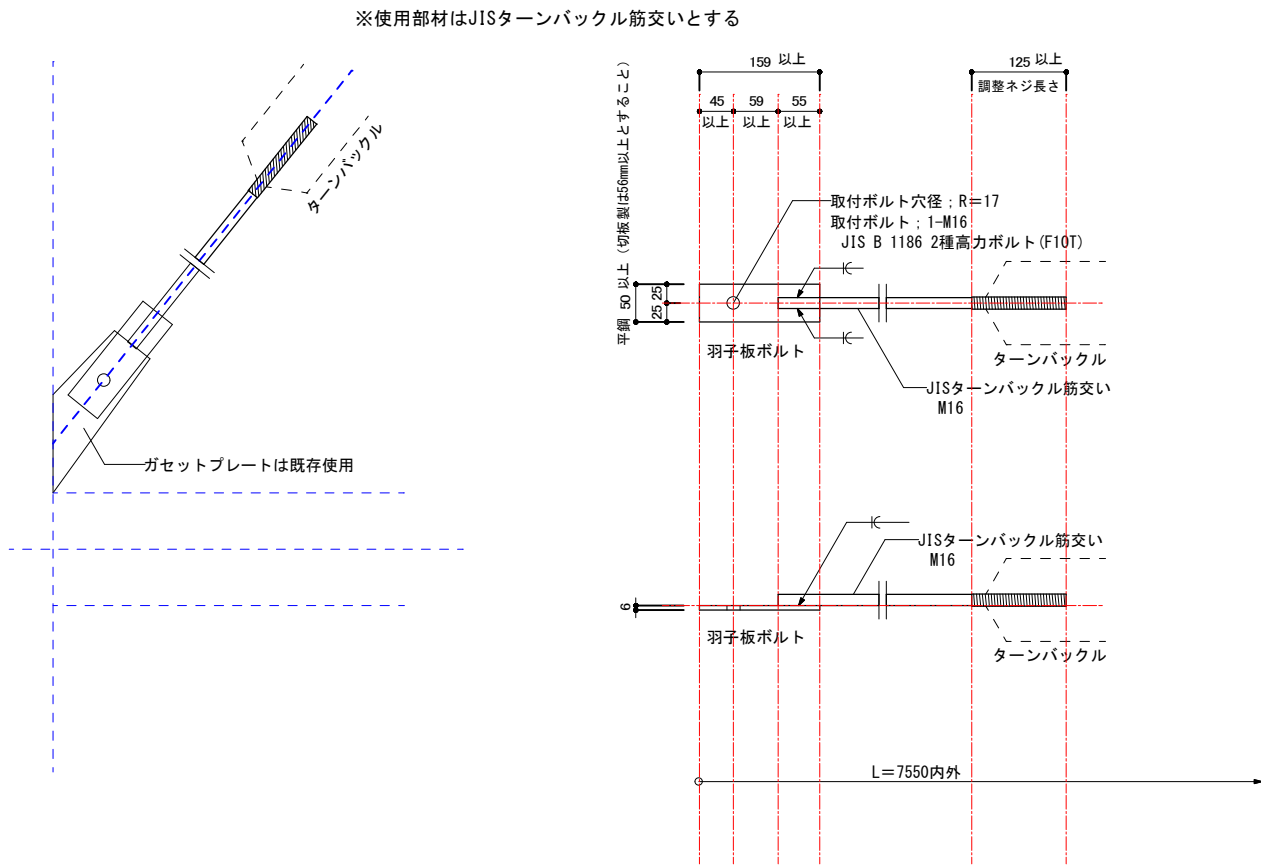 ※使用部材はJISターンバックル筋交いとする
ターンバックル
ガセットプレートは既存使用
159 以上
45 以上
59 以上
55 以上
125 以上
調整ネジ長さ
平鋼 50 以上 (切板製は56mm以上とすること)
25 25
取付ボルト穴径 ; R=17
取付ボルト ; 1-M16
JIS B 1186 2種高力ボルト(F10T)
羽子板ボルト
ターンバックル
JISターンバックル筋交い
M16
JISターンバックル筋交い
M16
6
羽子板ボルト
ターンバックル
L=7550内外